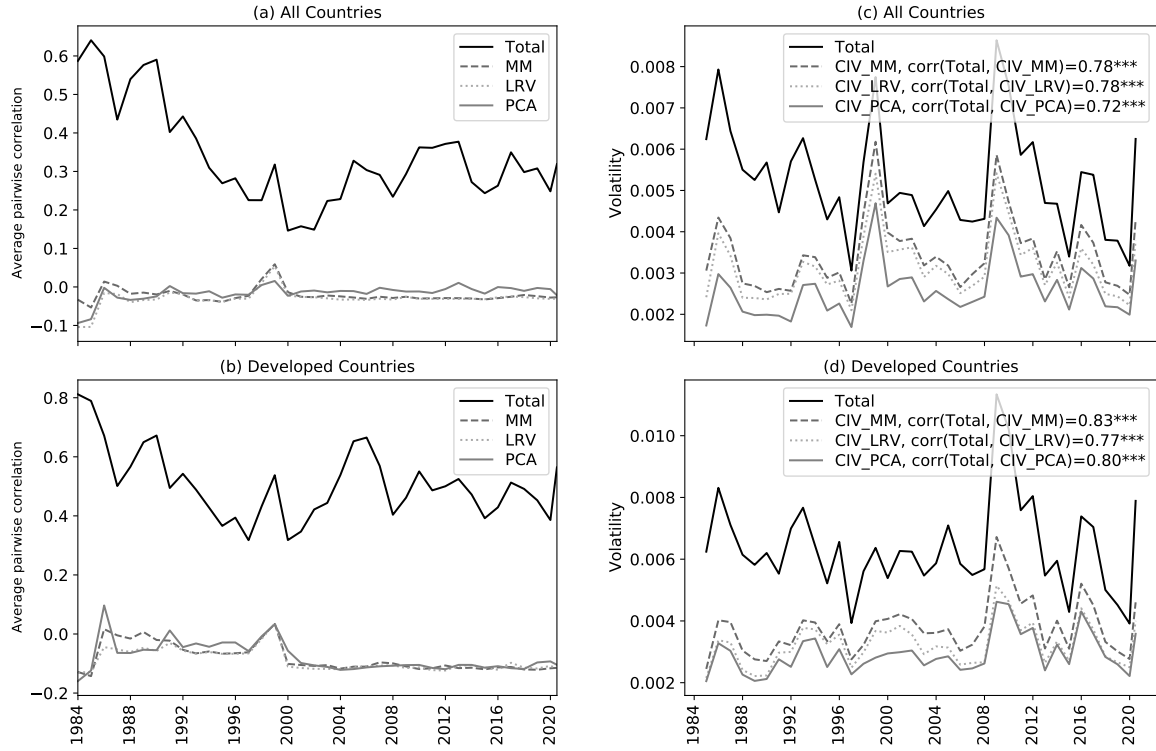 (a) All Countries
Average pairwise correlation
0.6
0.5
0.4
0.3
0.2
0.1
0.0
−0.1
Total
MM
LRV
PCA
(c) All Countries
Volatility
0.008
0.007
0.006
0.005
0.004
0.003
0.002
Total
CIV_MM, corr(Total, CIV_MM)=0.78***
CIV_LRV, corr(Total, CIV_LRV)=0.78***
CIV_PCA, corr(Total, CIV_PCA)=0.72***
(b) Developed Countries
Average pairwise correlation
0.8
0.6
0.4
0.2
0.0
−0.2
Total
MM
LRV
PCA
1984
1988
1992
1996
2000
2004
2008
2012
2016
2020
(d) Developed Countries
Volatility
0.010
0.008
0.006
0.004
0.002
Total
CIV_MM, corr(Total, CIV_MM)=0.83***
CIV_LRV, corr(Total, CIV_LRV)=0.77***
CIV_PCA, corr(Total, CIV_PCA)=0.80***
1984
1988
1992
1996
2000
2004
2008
2012
2016
2020